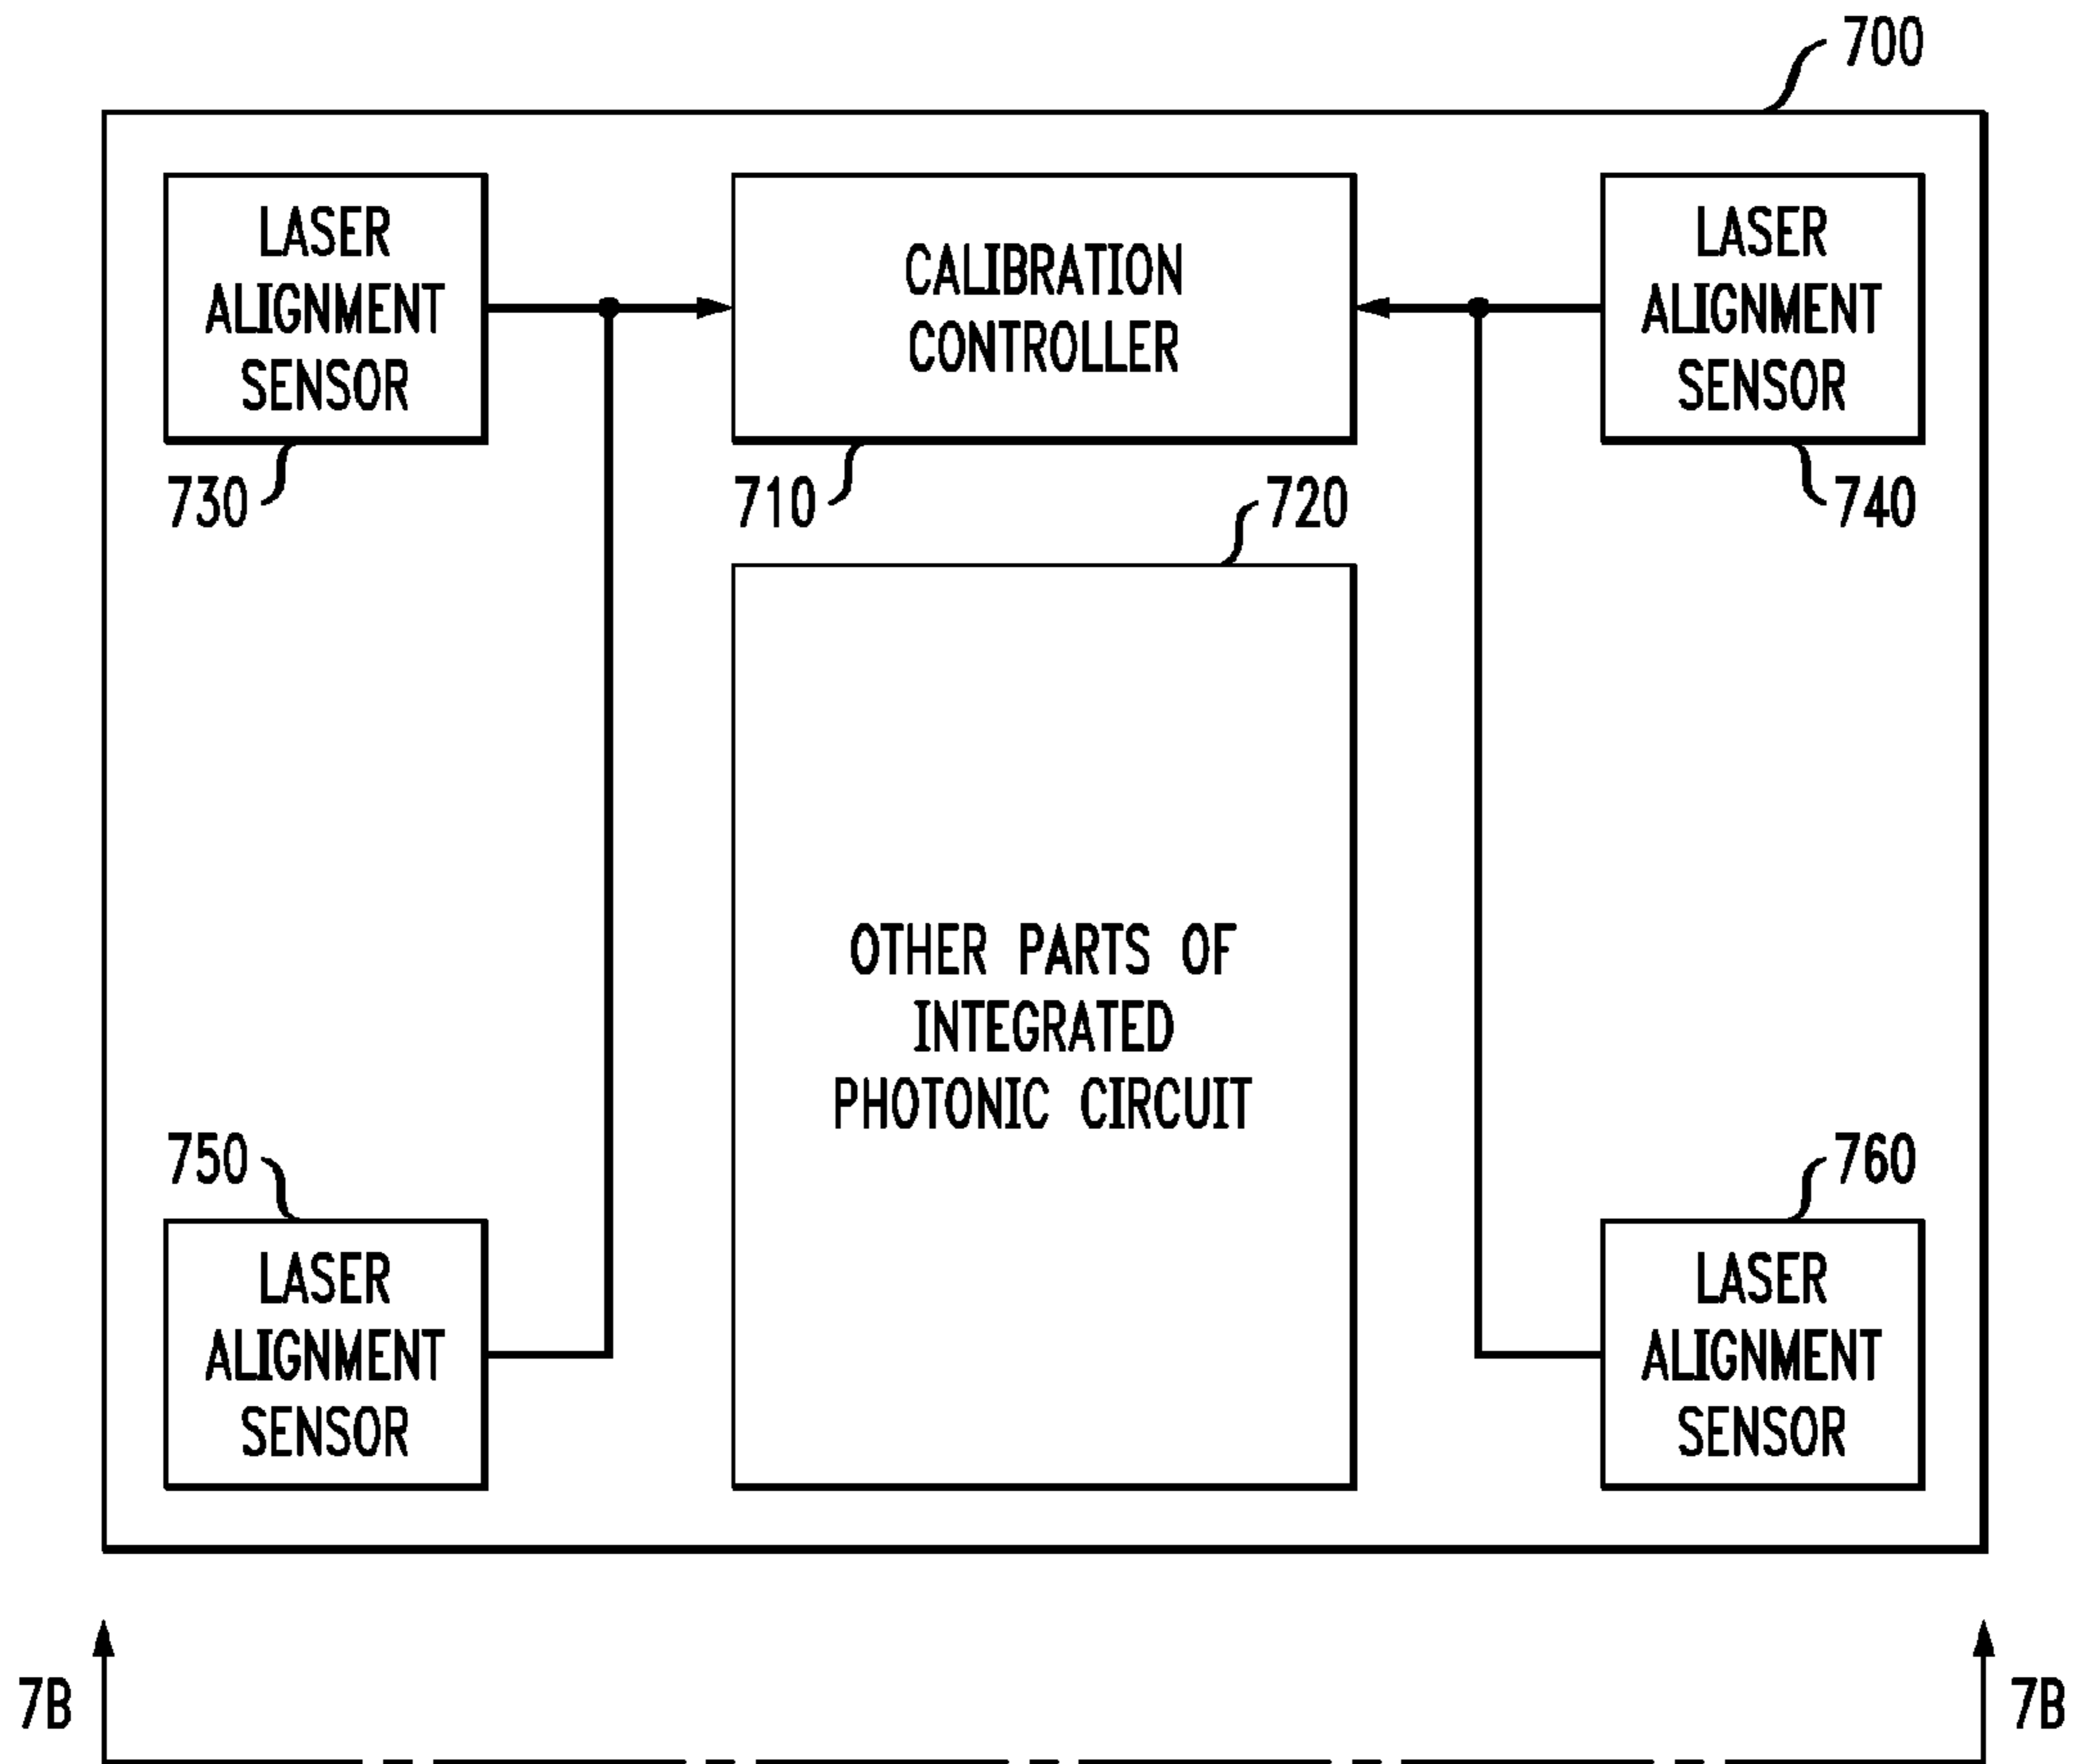 700
LASER
ALIGNMENT
SENSOR
730
CALIBRATION
CONTROLLER
710
LASER
ALIGNMENT
SENSOR
740
720
OTHER PARTS OF
INTEGRATED
PHOTONIC CIRCUIT
750
LASER
ALIGNMENT
SENSOR
760
LASER
ALIGNMENT
SENSOR
7B
7B